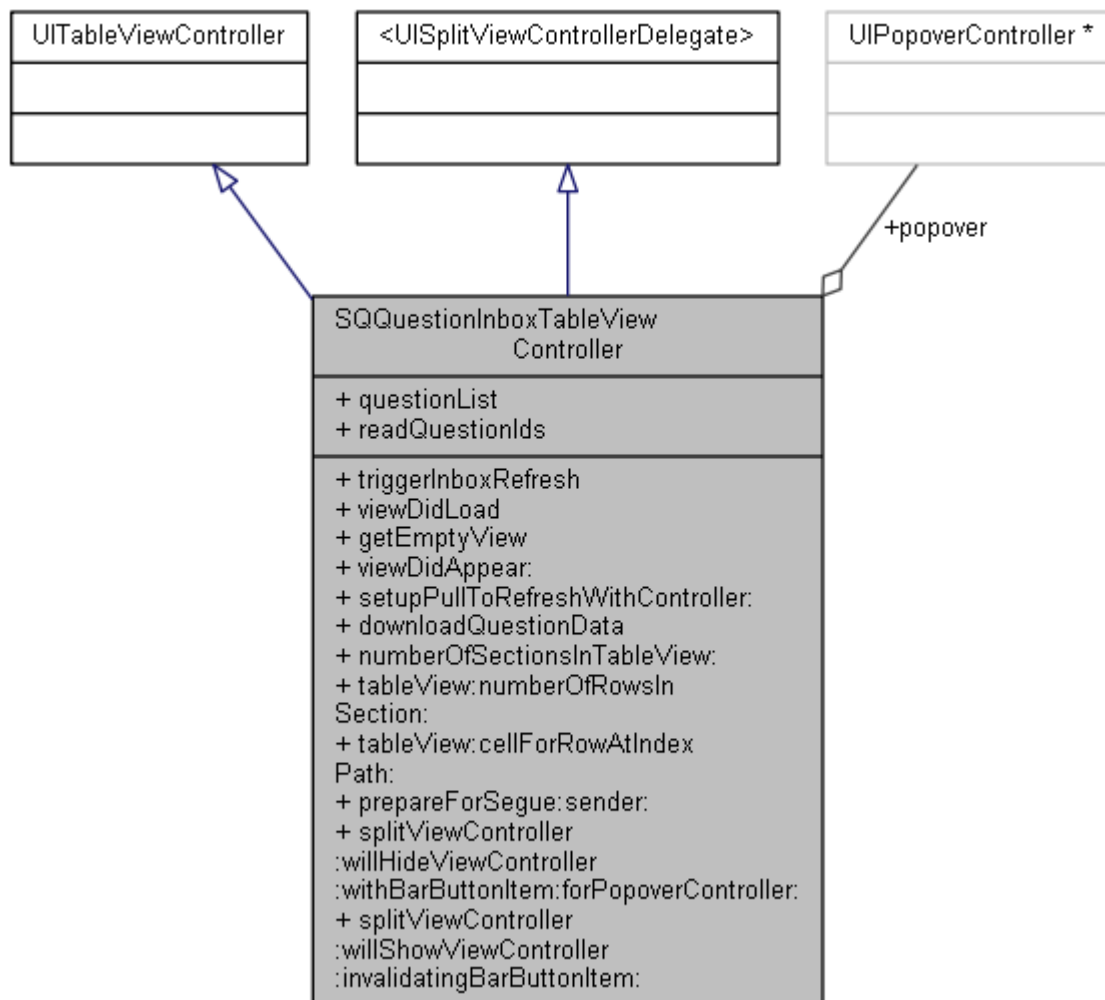 UITableViewController
<UISplitViewControllerDelegate>
UIPopoverController *
+popover
SQQuestionInboxTableView
Controller
+ questionList
+ readQuestionIds
+ triggerInboxRefresh
+ viewDidLoad
+ getEmptyView
+ viewDidAppear:
+ setupPullToRefreshWithController:
+ downloadQuestionData
+ numberOfSectionsInTableView:
+ tableView:numberOfRowsIn
Section:
+ tableView:cellForRowAtIndex
Path:
+ prepareForSegue:sender:
+ splitViewController
:willHideViewController
:withBarButtonItem:forPopoverController:
+ splitViewController
:willShowViewController
:invalidatingBarButtonItem: